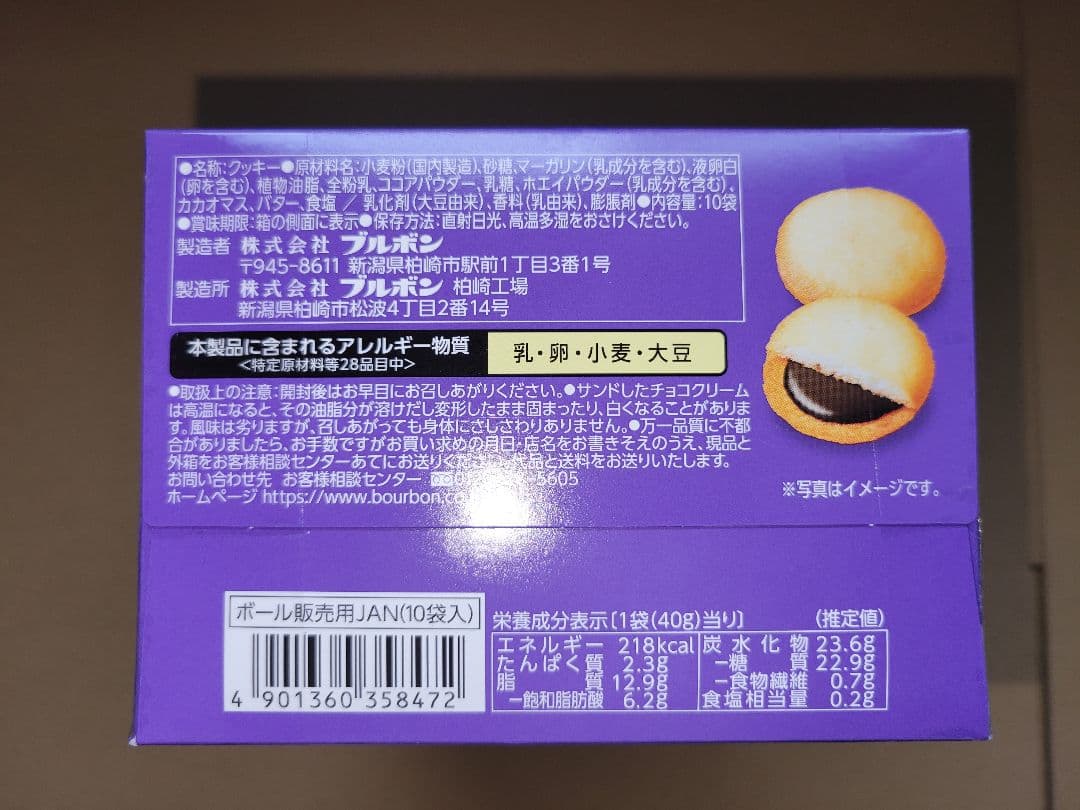 ●名称:クッキー●原材料名:小麦粉(国内製造)、砂糖、マーガリン(乳成分を含む)、液卵白
(卵を含む)、植物油脂、全粉乳、ココアパウダー、乳糖、ホエイパウダー(乳成分を含む)、
カカオマス、バター、食塩/乳化剤(大豆由来)、香料(乳由来)、膨脹剤●内容量:10袋
●賞味期限:箱の側面に表示●保存方法:直射日光、高温多湿をおさけください。
製造者 株式会社 ブルボン
〒945-8611 新潟県柏崎市駅前1丁目3番1号
製造所 株式会社 ブルボン 柏崎工場
新潟県柏崎市松波4丁目2番14号
本製品に含まれるアレルギー物質
<特定原材料等28品目中>
乳・卵・小麦・大豆
●取扱上の注意:開封後はお早目にお召しあがりください。●サンドしたチョコクリーム
は高温になると、その油脂分が溶けだし変形したまま固まったり、白くなることがありま
す。風味は劣りますが、召しあがっても身体にさしさわりありません。●万一品質に不都
合がありましたら、お手数ですがお買い求めの月日・店名をお書きそえのうえ、現品と
外箱をお客様相談センターあてにお送りくだ 代品と送料をお送りいたします。
お問い合わせ先 お客様相談センター 5605
ホームページ https://www.bourbon.co
※写真はイメージです。
ボール販売用JAN(10袋入)
4 901360 358472
栄養成分表示〔1袋(40g)当り〕 (推定値)
エネルギー 218kcal 炭水化物 23.6g
たんぱく質 2.3g −糖質 22.9g
脂質 12.9g −食物繊維 0.7g
−飽和脂肪酸 6.2g 食塩相当量 0.2g